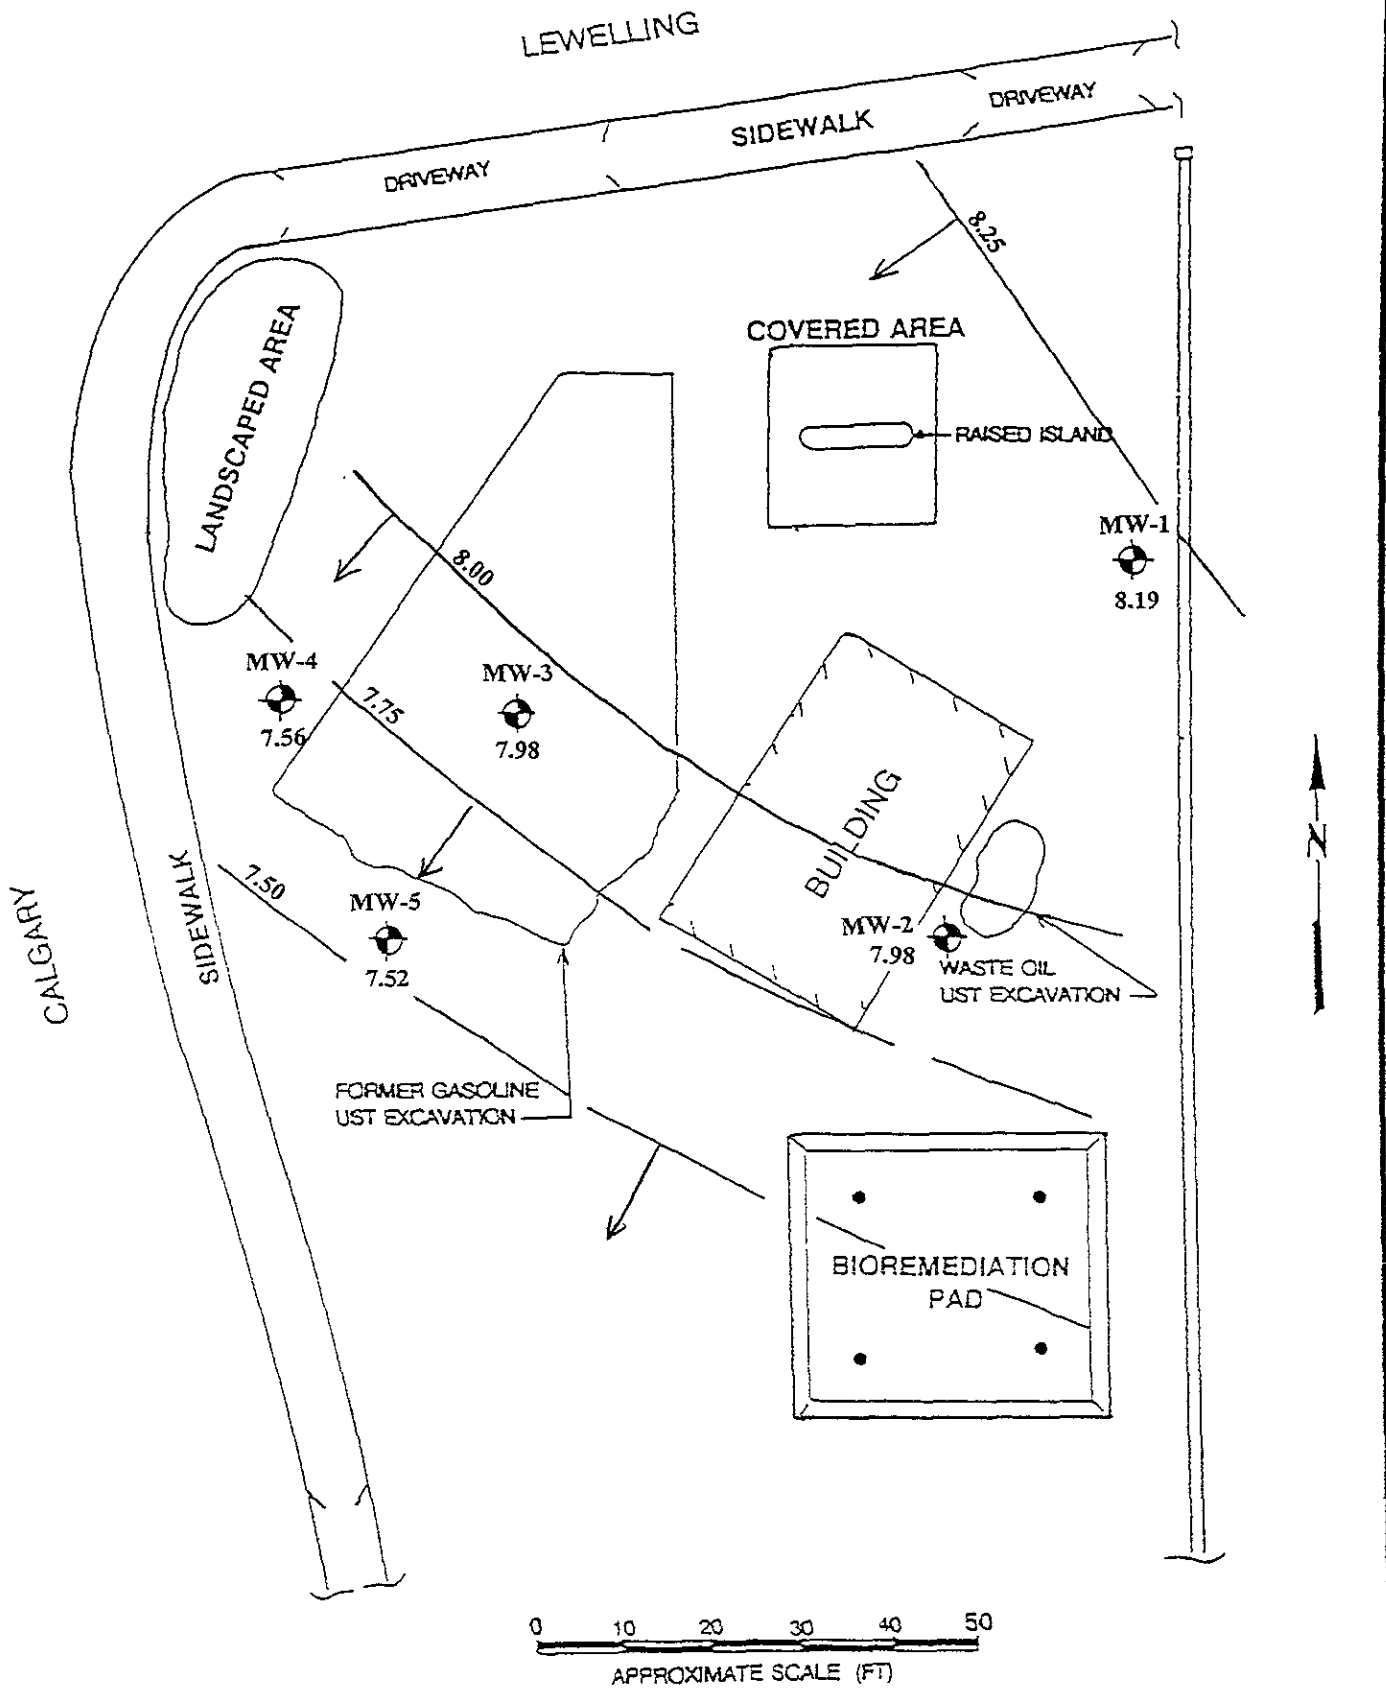 LEWELLING
DRIVEWAY
SIDEWALK
DRIVEWAY
8.25
COVERED AREA
LANDSCAPED AREA
RAISED ISLAND
MW-1
8.19
8.00
MW-4
7.56
MW-3
7.98
7.75
BUILDING
N
7.50
MW-5
7.52
MW-2
7.98
WASTE OIL
UST EXCAVATION
SIDEWALK
CALGARY
FORMER GASOLINE
UST EXCAVATION
BIOREMEDIATION
PAD
0 10 20 30 40 50
APPROXIMATE SCALE (FT)